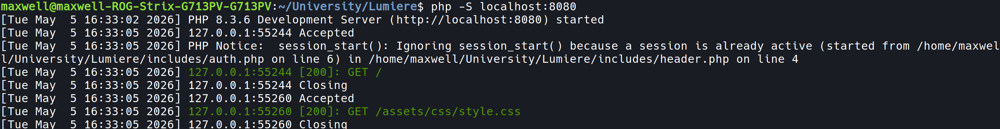 maxwell@maxwell-ROG-Strix-G713PV-G713PV:~/University/Lumiere$ php -S localhost:8080
[Tue May  5 16:33:02 2026] PHP 8.3.6 Development Server (http://localhost:8080) started
[Tue May  5 16:33:05 2026] 127.0.0.1:55244 Accepted
[Tue May  5 16:33:05 2026] PHP Notice:  session_start(): Ignoring session_start() because a session is already active (started from /home/maxwel
l/University/Lumiere/includes/auth.php on line 6) in /home/maxwell/University/Lumiere/includes/header.php on line 4
[Tue May  5 16:33:05 2026] 127.0.0.1:55244 [200]: GET /
[Tue May  5 16:33:05 2026] 127.0.0.1:55244 Closing
[Tue May  5 16:33:05 2026] 127.0.0.1:55260 Accepted
[Tue May  5 16:33:05 2026] 127.0.0.1:55260 [200]: GET /assets/css/style.css
[Tue May  5 16:33:05 2026] 127.0.0.1:55260 Closing